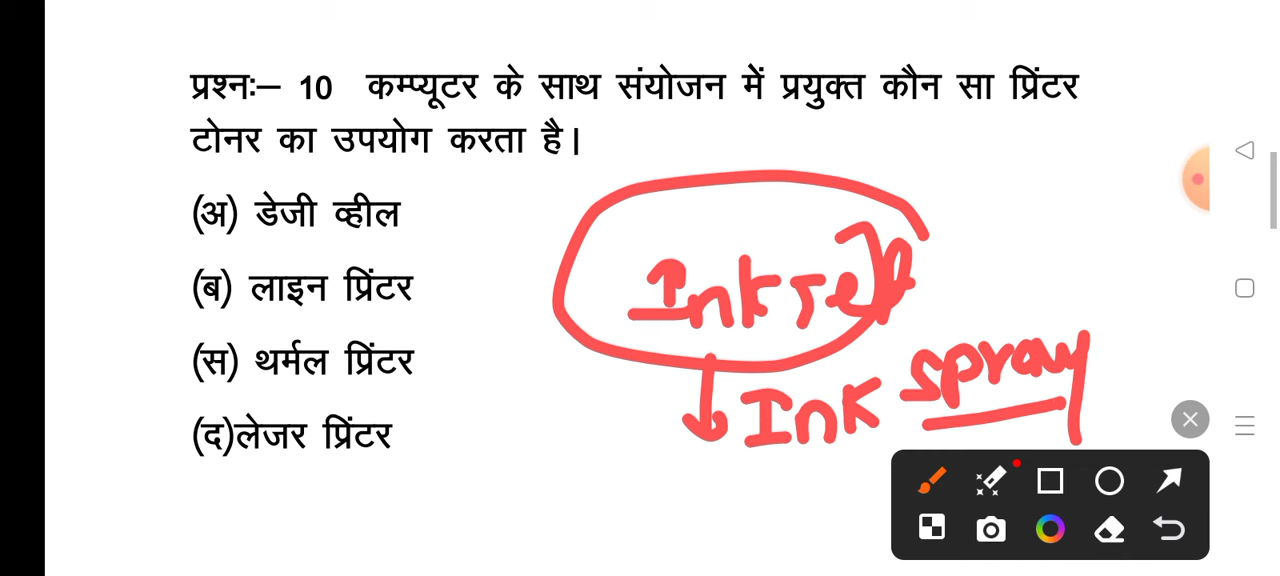 प्रश्नः– 10 कम्प्यूटर के साथ संयोजन में प्रयुक्त कौन सा प्रिंटर
टोनर का उपयोग करता है।
(अ) डेजी व्हील
(ब) लाइन प्रिंटर
(स) थर्मल प्रिंटर
(द)लेजर प्रिंटर
InkJet
Ink spray